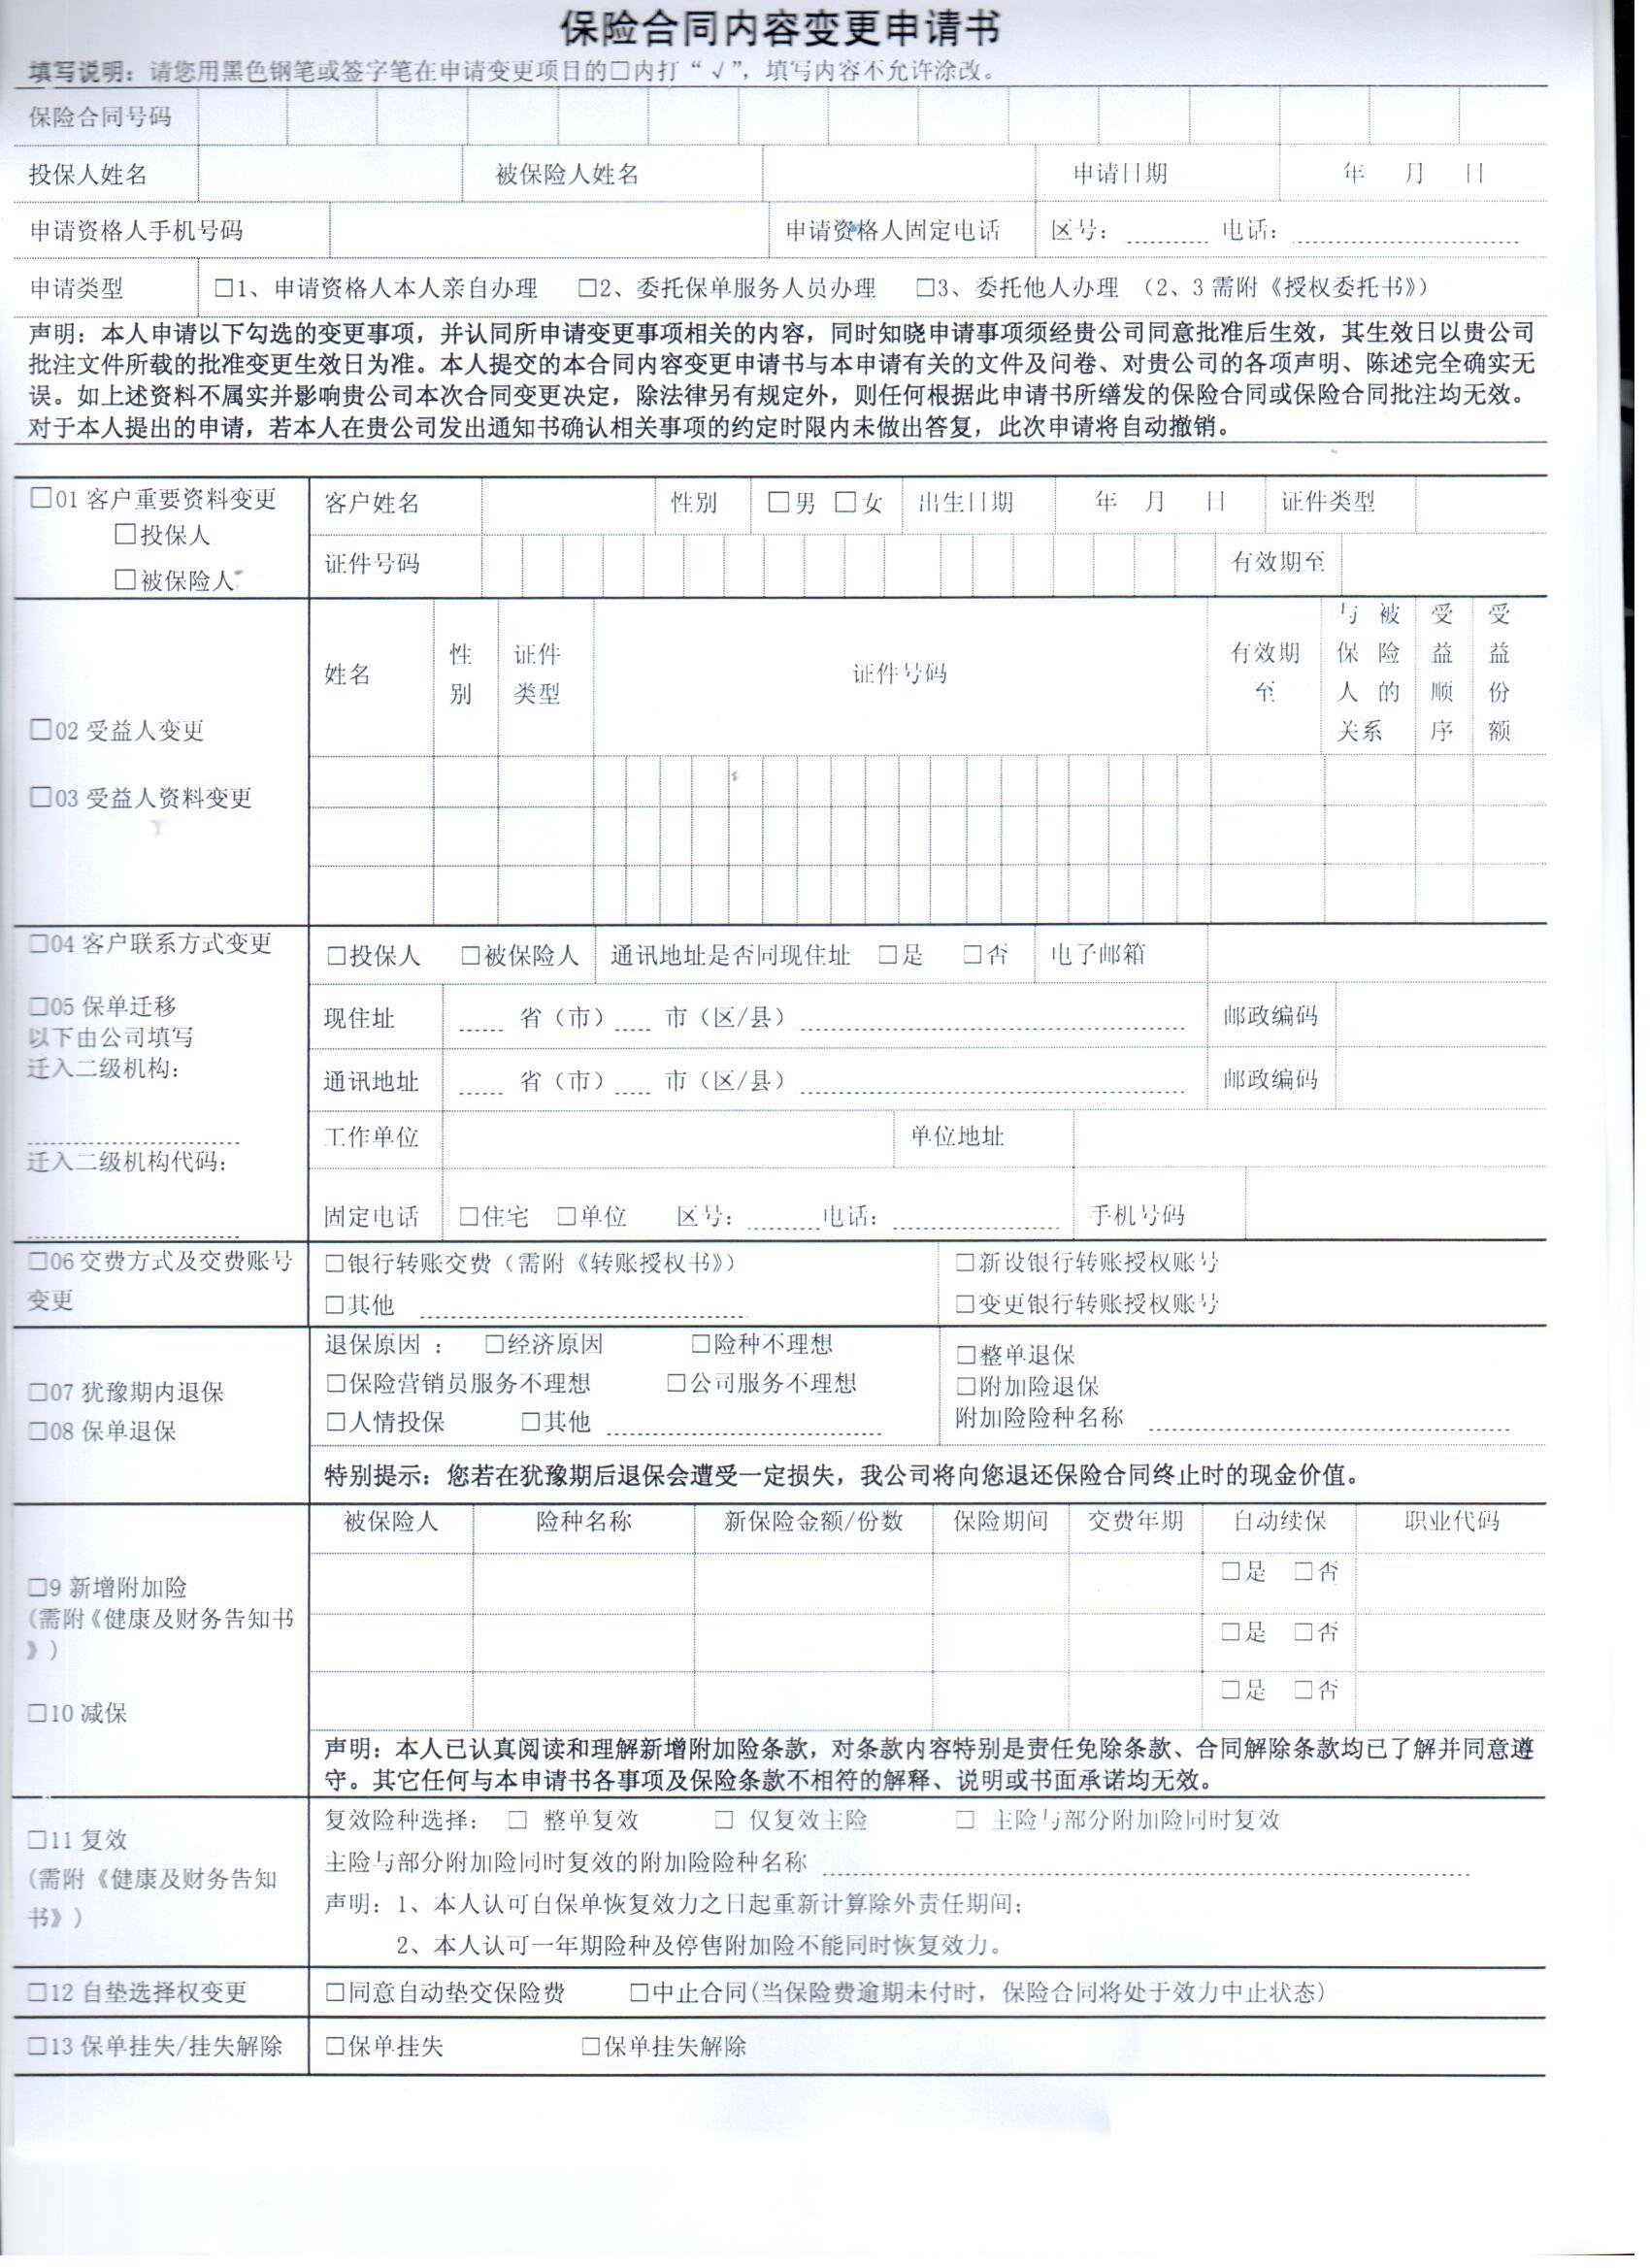 保险合同内容变更申请书
填写说明：请您用黑色钢笔或签字笔在申请变更项目的□内打“√”，填写内容不允许涂改。
保险合同号码
投保人姓名 被保险人姓名 申请日期 年 月 日
申请资格人手机号码 申请资格人固定电话 区号： 电话：
申请类型 □1、申请资格人本人亲自办理 □2、委托保单服务人员办理 □3、委托他人办理 （2、3 需附《授权委托书》）
声明：本人申请以下勾选的变更事项，并认同所申请变更事项相关的内容，同时知晓申请事项须经贵公司同意批准后生效，其生效日以贵公司
批注文件所载的批准变更生效日为准。本人提交的本合同内容变更申请书与本申请有关的文件及问卷、对贵公司的各项声明、陈述完全确实无
误。如上述资料不属实并影响贵公司本次合同变更决定，除法律另有规定外，则任何根据此申请书所缮发的保险合同或保险合同批注均无效。
对于本人提出的申请，若本人在贵公司发出通知书确认相关事项的约定时限内未做出答复，此次申请将自动撤销。
□01 客户重要资料变更
□投保人
□被保险人
客户姓名 性别 □男 □女 出生日期 年 月 日 证件类型
证件号码 有效期至
□02 受益人变更
□03 受益人资料变更
姓名 性别 证件类型 证件号码 有效期至 与被保险人的关系 受益顺序 受益份额
□04 客户联系方式变更
□05 保单迁移
以下由公司填写
迁入二级机构：
迁入二级机构代码：
□投保人 □被保险人 通讯地址是否同现住址 □是 □否 电子邮箱
现住址 省（市） 市（区/县） 邮政编码
通讯地址 省（市） 市（区/县） 邮政编码
工作单位 单位地址
固定电话 □住宅 □单位 区号： 电话： 手机号码
□06 交费方式及交费账号
变更
□银行转账交费（需附《转账授权书》） □新设银行转账授权账号
□其他 □变更银行转账授权账号
□07 犹豫期内退保
□08 保单退保
退保原因 ： □经济原因 □险种不理想
□保险营销员服务不理想 □公司服务不理想
□人情投保 □其他
□整单退保
□附加险退保
附加险险种名称
特别提示：您若在犹豫期后退保会遭受一定损失，我公司将向您退还保险合同终止时的现金价值。
□9 新增附加险
(需附《健康及财务告知书
》)
□10 减保
被保险人 险种名称 新保险金额/份数 保险期间 交费年期 自动续保 职业代码
□是 □否
□是 □否
□是 □否
声明：本人已认真阅读和理解新增附加险条款，对条款内容特别是责任免除条款、合同解除条款均已了解并同意遵
守。其它任何与本申请书各事项及保险条款不相符的解释、说明或书面承诺均无效。
□11 复效
(需附《健康及财务告知
书》)
复效险种选择：□ 整单复效 □ 仅复效主险 □ 主险与部分附加险同时复效
主险与部分附加险同时复效的附加险险种名称
声明：1、本人认可自保单恢复效力之日起重新计算除外责任期间；
2、本人认可一年期险种及停售附加险不能同时恢复效力。
□12 自垫选择权变更 □同意自动垫交保险费 □中止合同(当保险费逾期未付时，保险合同将处于效力中止状态)
□13 保单挂失/挂失解除 □保单挂失 □保单挂失解除